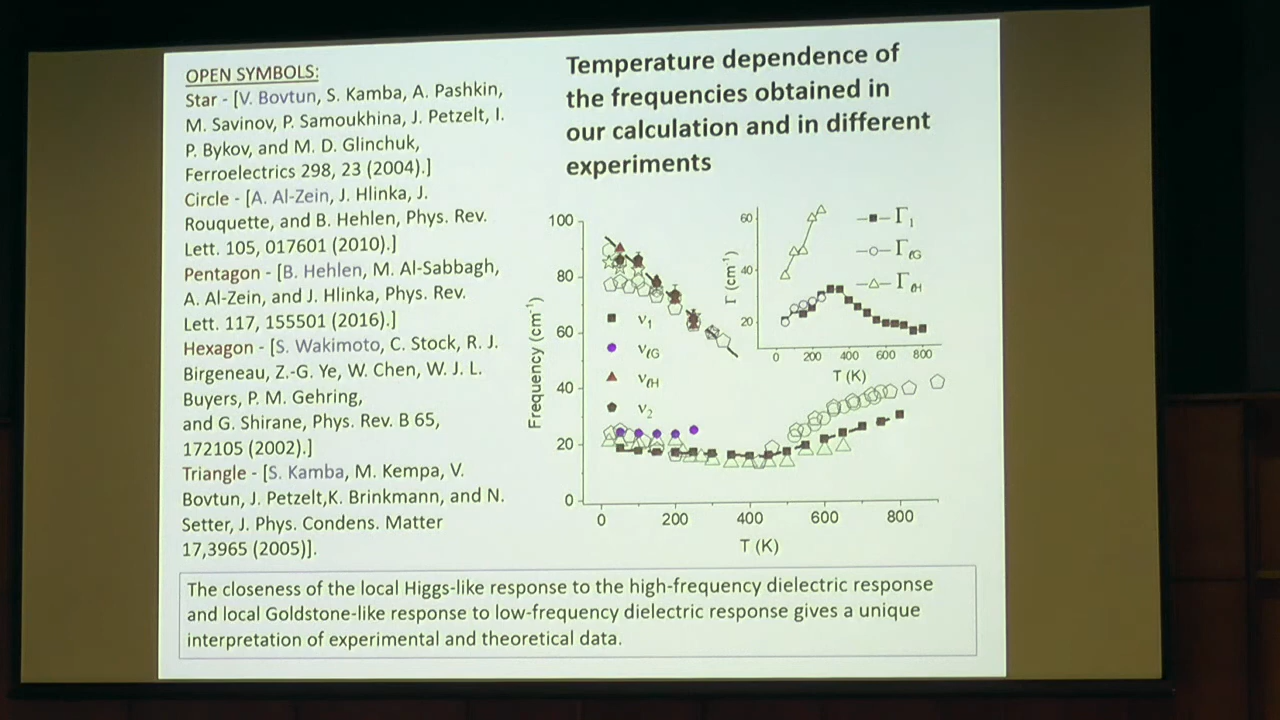 OPEN SYMBOLS:
Star - [V. Bovtun, S. Kamba, A. Pashkin,
M. Savinov, P. Samoukhina, J. Petzelt, I.
P. Bykov, and M. D. Glinchuk,
Ferroelectrics 298, 23 (2004).]
Circle - [A. Al-Zein, J. Hlinka, J.
Rouquette, and B. Hehlen, Phys. Rev.
Lett. 105, 017601 (2010).]
Pentagon - [B. Hehlen, M. Al-Sabbagh,
A. Al-Zein, and J. Hlinka, Phys. Rev.
Lett. 117, 155501 (2016).]
Hexagon - [S. Wakimoto, C. Stock, R. J.
Birgeneau, Z.-G. Ye, W. Chen, W. J. L.
Buyers, P. M. Gehring,
and G. Shirane, Phys. Rev. B 65,
172105 (2002).]
Triangle - [S. Kamba, M. Kempa, V.
Bovtun, J. Petzelt,K. Brinkmann, and N.
Setter, J. Phys. Condens. Matter
17,3965 (2005)].
Temperature dependence of
the frequencies obtained in
our calculation and in different
experiments
Frequency (cm⁻¹)
100
80
60
40
20
0
0 200 400 600 800
T (K)
ν₁
νℓG
νℓH
ν₂
Γ (cm⁻¹)
60
40
20
0 200 400 600 800
T (K)
Γ₁
ΓℓG
ΓℓH
The closeness of the local Higgs-like response to the high-frequency dielectric response
and local Goldstone-like response to low-frequency dielectric response gives a unique
interpretation of experimental and theoretical data.